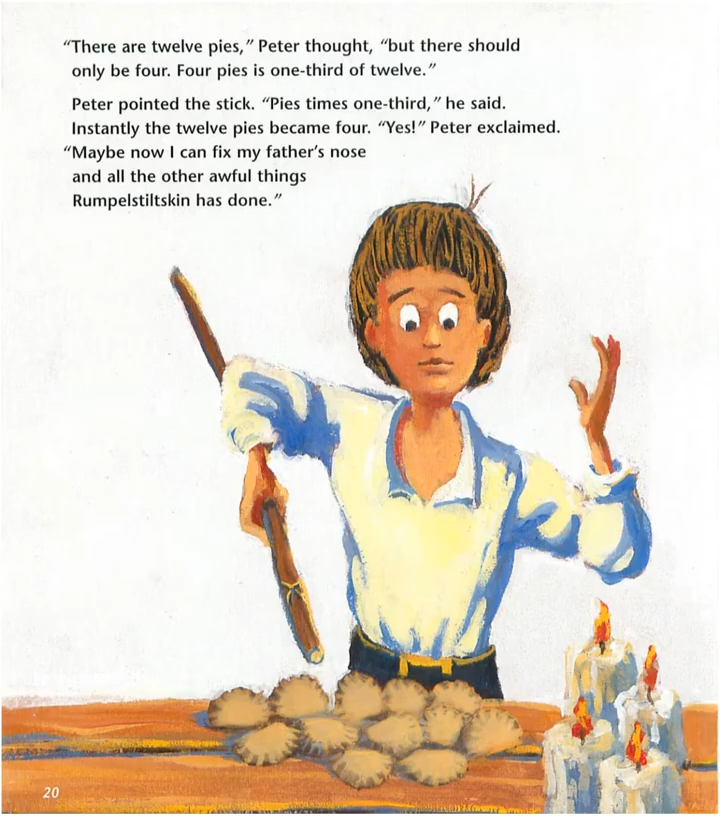 “There are twelve pies,” Peter thought, “but there should
only be four. Four pies is one-third of twelve.”
Peter pointed the stick. “Pies times one-third,” he said.
Instantly the twelve pies became four. “Yes!” Peter exclaimed.
“Maybe now I can fix my father’s nose
and all the other awful things
Rumpelstiltskin has done.”
20